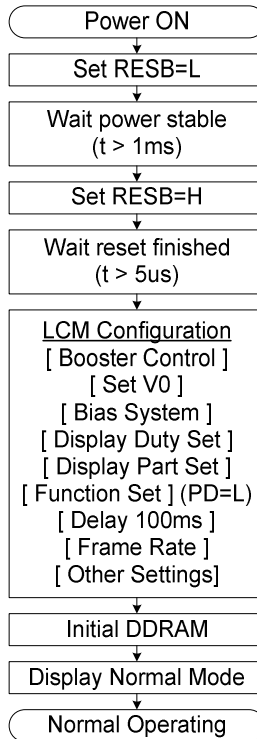 Power ON
Set RESB=L
Wait power stable
(t > 1ms)
Set RESB=H
Wait reset finished
(t > 5us)
LCM Configuration
[ Booster Control ]
[ Set V0 ]
[ Bias System ]
[ Display Duty Set ]
[ Display Part Set ]
[ Function Set ] (PD=L)
[ Delay 100ms ]
[ Frame Rate ]
[ Other Settings]
Initial DDRAM
Display Normal Mode
Normal Operating